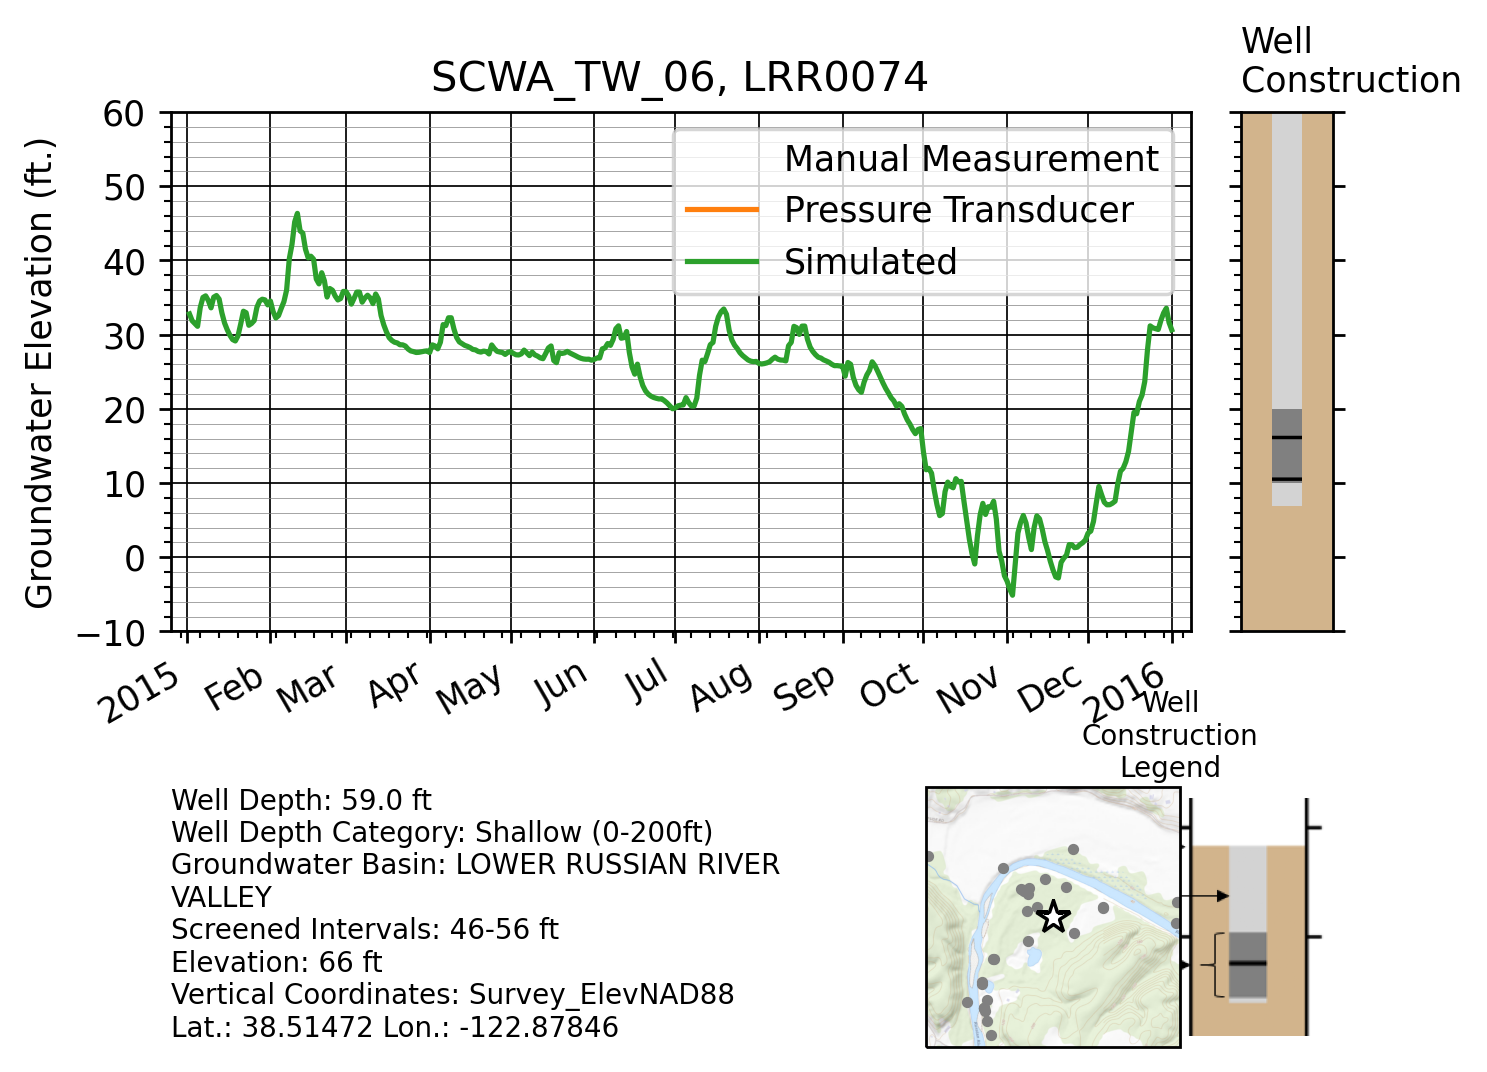 Well
Construction
SCWA_TW_06, LRR0074
Groundwater Elevation (ft.)
60
50
40
30
20
10
0
−10
Manual Measurement
Pressure Transducer
Simulated
2015 Feb Mar Apr May Jun Jul Aug Sep Oct Nov Dec 2016
Well
Construction
Legend
Well Depth: 59.0 ft
Well Depth Category: Shallow (0-200ft)
Groundwater Basin: LOWER RUSSIAN RIVER
VALLEY
Screened Intervals: 46-56 ft
Elevation: 66 ft
Vertical Coordinates: Survey_ElevNAD88
Lat.: 38.51472 Lon.: -122.87846